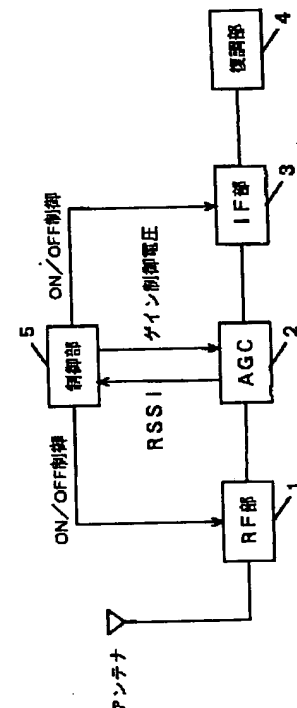 アンテナ
RF部
1
ON/OFF制御
制御部
5
RSSI
ゲイン制御電圧
AGC
2
ON/OFF制御
IF部
3
復調部
4